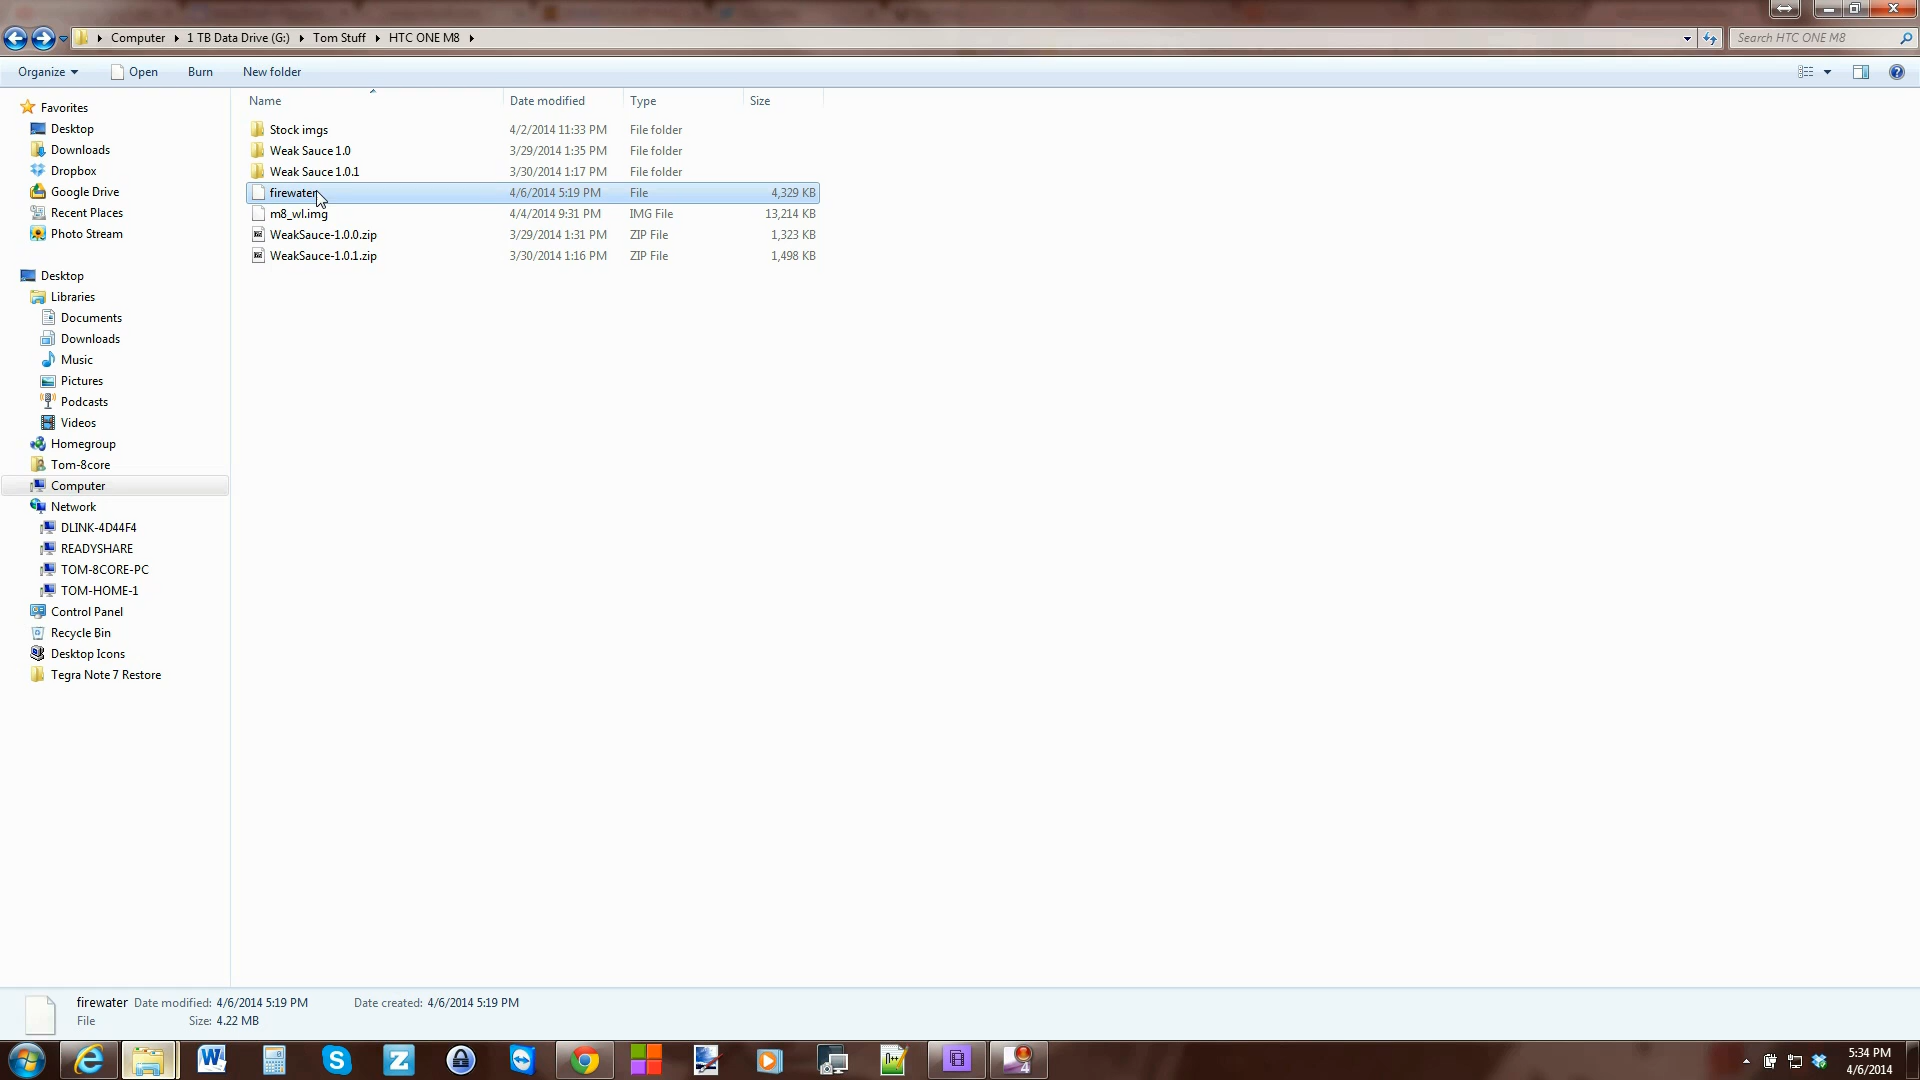 Computer 1 TB Data Drive (G:) Tom Stuff HTC ONE M8
Search HTC ONE M8
Organize Open Burn New folder
Name Date modified Type Size
Favorites
Desktop
Downloads
Dropbox
Google Drive
Recent Places
Photo Stream
Desktop
Libraries
Documents
Downloads
Music
Pictures
Podcasts
Videos
Homegroup
Tom-8core
Computer
Network
DLINK-4D44F4
READYSHARE
TOM-8CORE-PC
TOM-HOME-1
Control Panel
Recycle Bin
Desktop Icons
Tegra Note 7 Restore
Stock imgs 4/2/2014 11:33 PM File folder
Weak Sauce 1.0 3/29/2014 1:35 PM File folder
Weak Sauce 1.0.1 3/30/2014 1:17 PM File folder
firewater 4/6/2014 5:19 PM File 4,329 KB
m8_wl.img 4/4/2014 9:31 PM IMG File 13,214 KB
WeakSauce-1.0.0.zip 3/29/2014 1:31 PM ZIP File 1,323 KB
WeakSauce-1.0.1.zip 3/30/2014 1:16 PM ZIP File 1,498 KB
firewater Date modified: 4/6/2014 5:19 PM Date created: 4/6/2014 5:19 PM
File Size: 4.22 MB
5:34 PM
4/6/2014